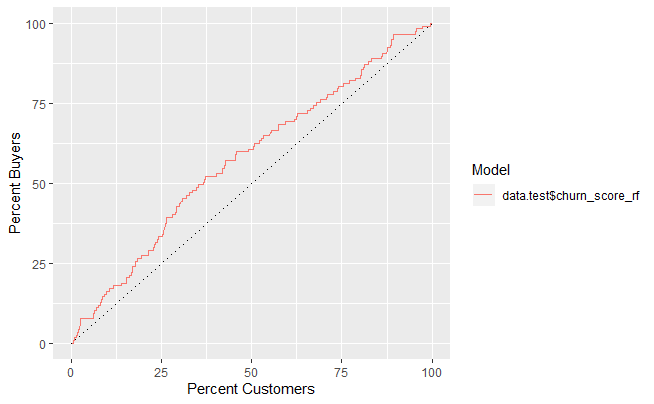 100
75
50
25
0
Percent Buyers
0 25 50 75 100
Percent Customers
Model
data.test$churn_score_rf